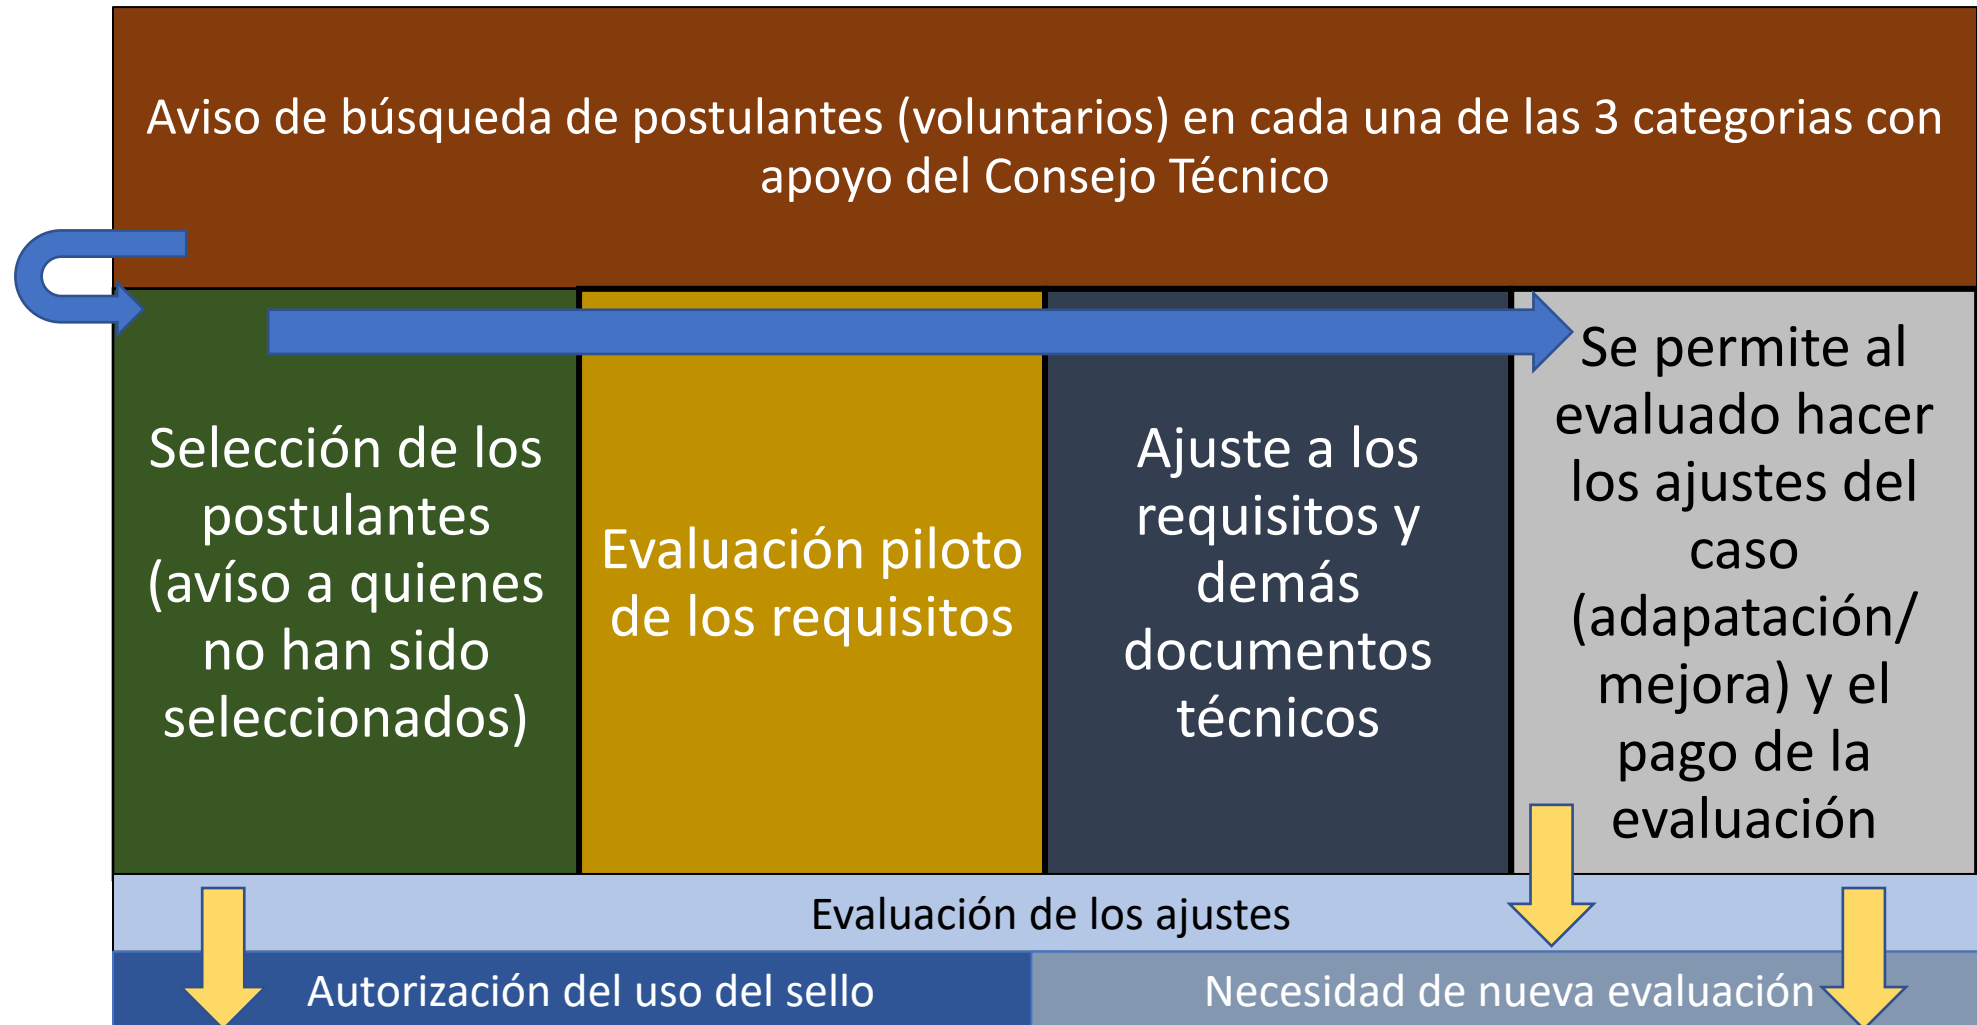 Aviso de búsqueda de postulantes (voluntarios) en cada una de las 3 categorias con
apoyo del Consejo Técnico
Selección de los
postulantes
(avíso a quienes
no han sido
seleccionados)
Evaluación piloto
de los requisitos
Ajuste a los
requisitos y
demás
documentos
técnicos
Se permite al
evaluado hacer
los ajustes del
caso
(adapatación/
mejora) y el
pago de la
evaluación
Evaluación de los ajustes
Autorización del uso del sello
Necesidad de nueva evaluación